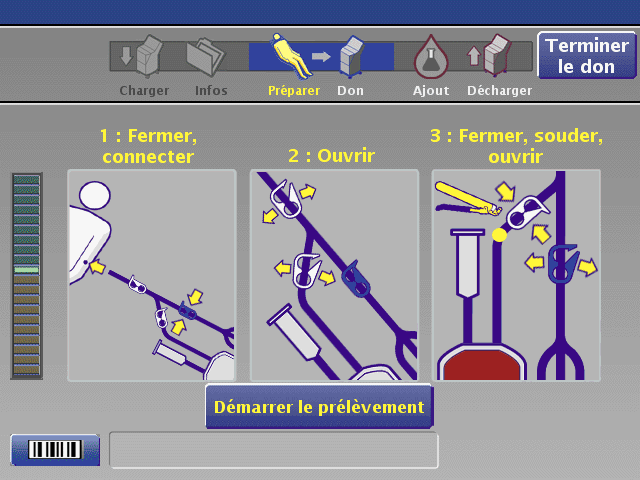 Terminer
le don
Charger
Infos
Préparer
Don
Ajout
Décharger
1 : Fermer,
connecter
2 : Ouvrir
3 : Fermer, souder,
ouvrir
Démarrer le prélèvement